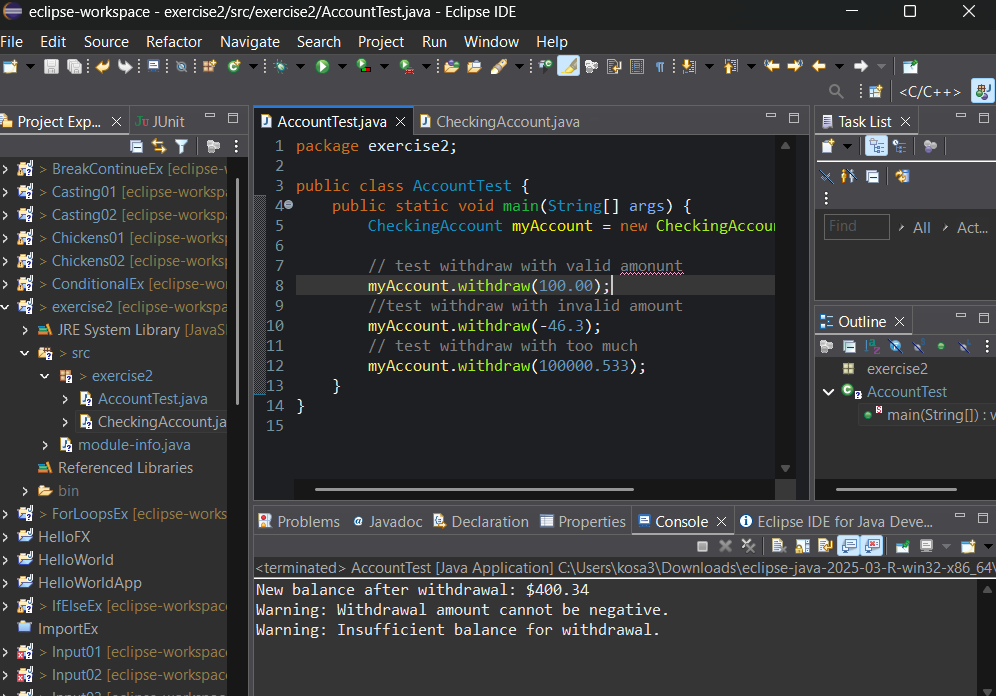 eclipse-workspace - exercise2/src/exercise2/AccountTest.java - Eclipse IDE
File Edit Source Refactor Navigate Search Project Run Window Help
<C/C++>
Project Exp...
JUnit
> BreakContinueEx [eclipse-
> Casting01 [eclipse-workspa
> Casting02 [eclipse-workspa
> Chickens01 [eclipse-worksp
> Chickens02 [eclipse-worksp
> ConditionalEx [eclipse-wo
> exercise2 [eclipse-workspa
JRE System Library [JavaS
> src
> exercise2
AccountTest.java
CheckingAccount.ja
module-info.java
Referenced Libraries
bin
> ForLoopsEx [eclipse-works
HelloFX
HelloWorld
HelloWorldApp
> IfElseEx [eclipse-workspac
ImportEx
> Input01 [eclipse-workspac
> Input02 [eclipse-workspac
AccountTest.java
CheckingAccount.java
1 package exercise2;
2
3 public class AccountTest {
4 public static void main(String[] args) {
5 CheckingAccount myAccount = new CheckingAccou
6
7 // test withdraw with valid amonunt
8 myAccount.withdraw(100.00);
9 //test withdraw with invalid amount
10 myAccount.withdraw(-46.3);
11 // test withdraw with too much
12 myAccount.withdraw(100000.533);
13 }
14 }
15
Task List
Find
All
Act...
Outline
exercise2
AccountTest
main(String[]) : v
Problems
Javadoc
Declaration
Properties
Console
Eclipse IDE for Java Deve...
<terminated> AccountTest [Java Application] C:\Users\kosa3\Downloads\eclipse-java-2025-03-R-win32-x86_64\
New balance after withdrawal: $400.34
Warning: Withdrawal amount cannot be negative.
Warning: Insufficient balance for withdrawal.